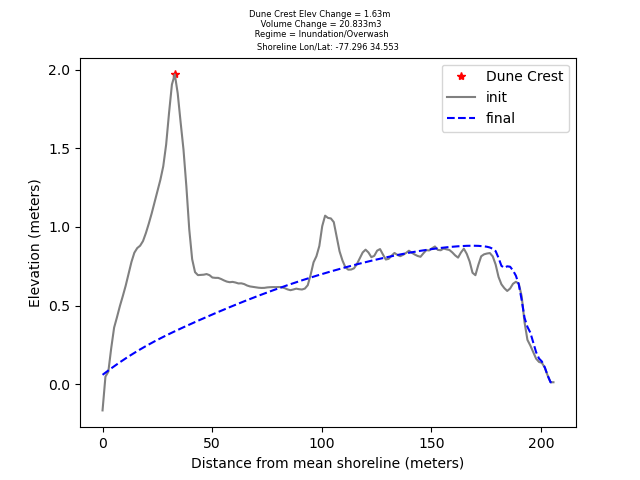 Dune Crest Elev Change = 1.63m
Volume Change = 20.833m3
Regime = Inundation/Overwash
Shoreline Lon/Lat: -77.296 34.553
Dune Crest
init
final
2.0
1.5
1.0
0.5
0.0
Elevation (meters)
0 50 100 150 200
Distance from mean shoreline (meters)